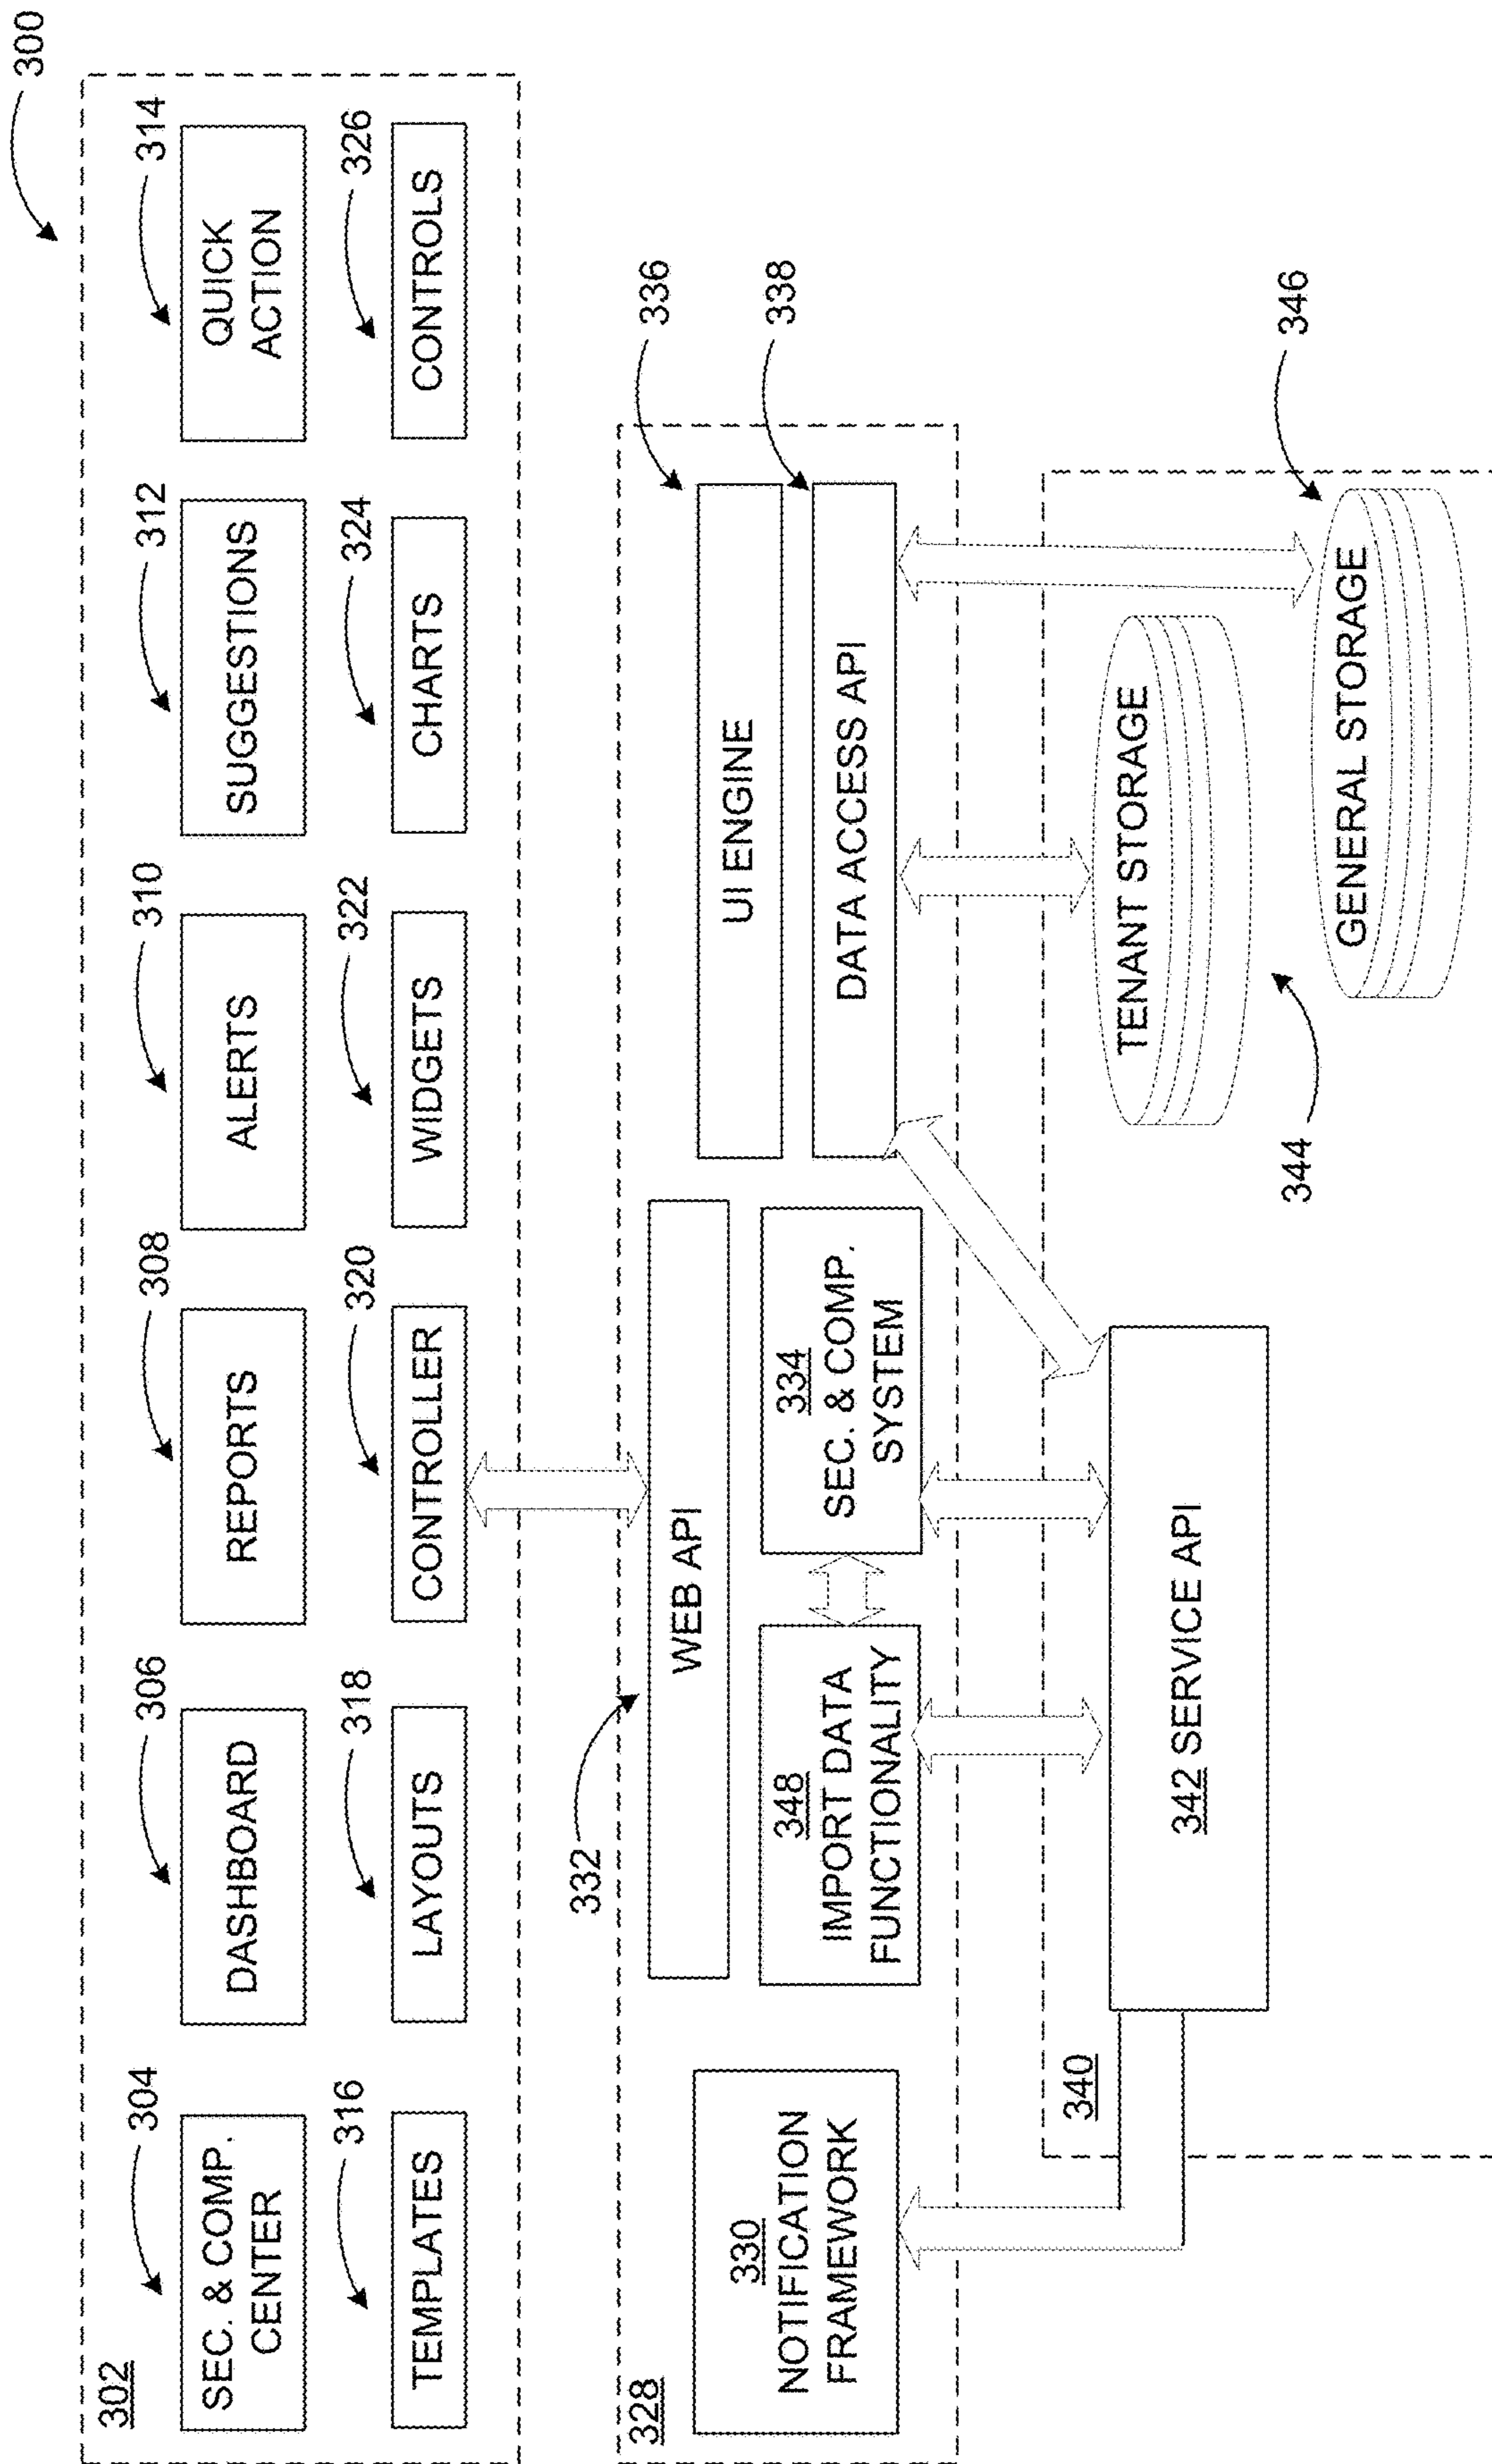 300
302
304
SEC. & COMP.
CENTER
306
DASHBOARD
308
REPORTS
310
ALERTS
312
SUGGESTIONS
314
QUICK
ACTION
316
TEMPLATES
318
LAYOUTS
320
CONTROLLER
322
WIDGETS
324
CHARTS
326
CONTROLS
328
330
NOTIFICATION
FRAMEWORK
332
WEB API
348
IMPORT DATA
FUNCTIONALITY
334
SEC. & COMP.
SYSTEM
336
UI ENGINE
338
DATA ACCESS API
340
342 SERVICE API
344
TENANT STORAGE
346
GENERAL STORAGE